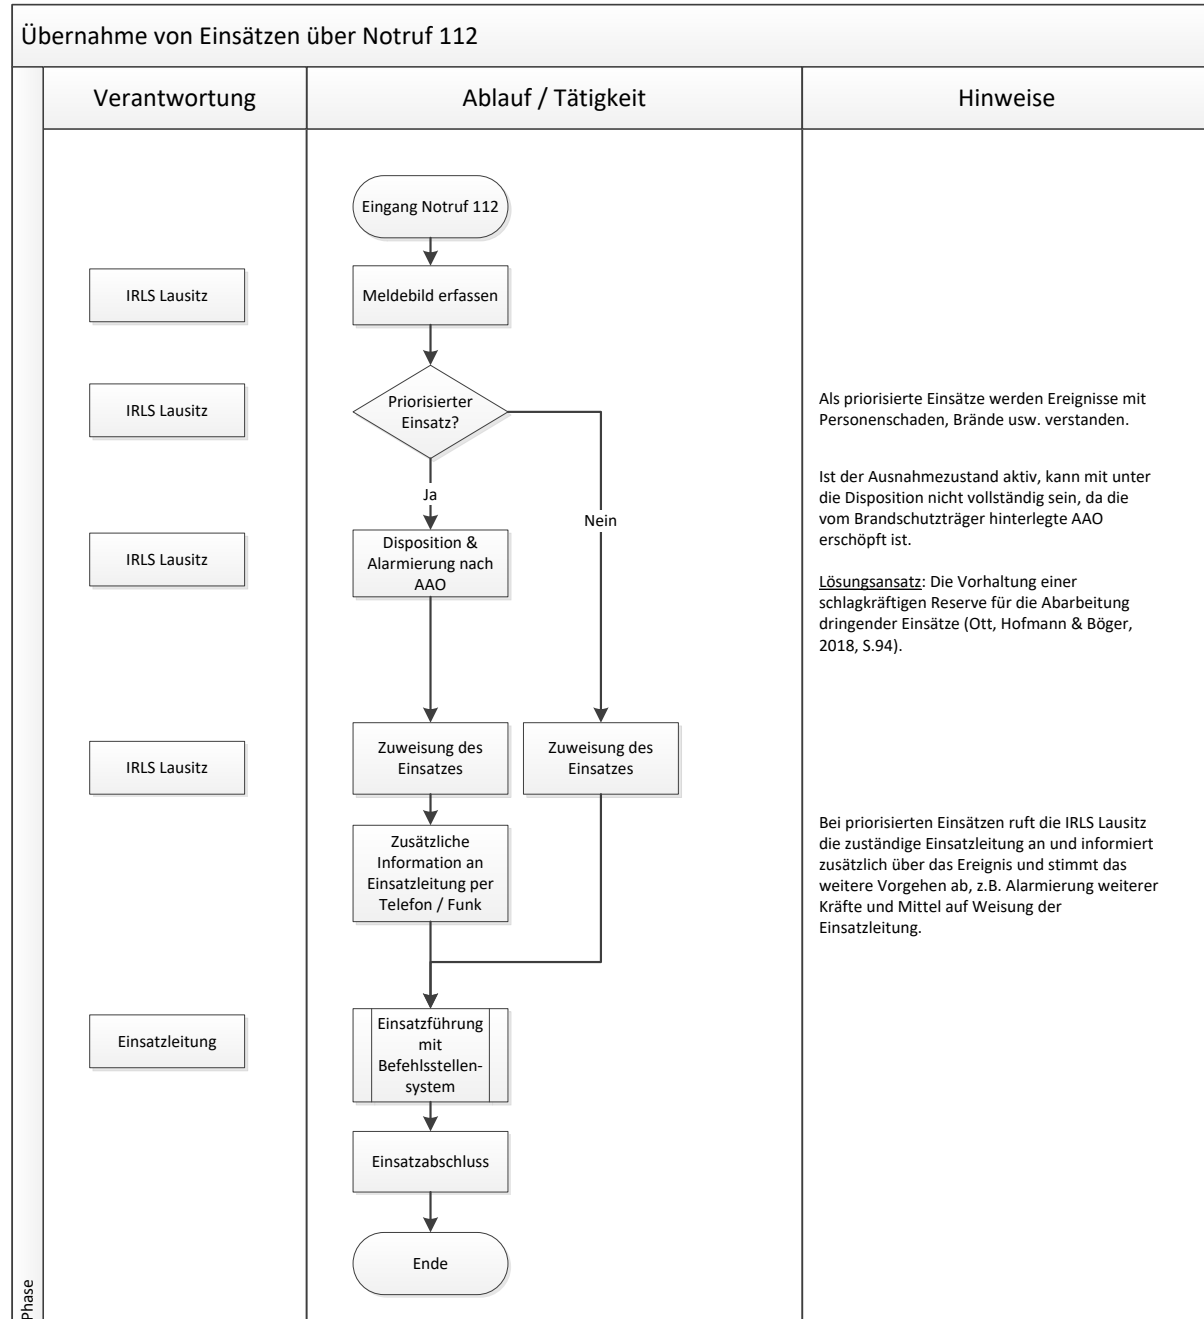 Übernahme von Einsätzen über Notruf 112
Verantwortung
Ablauf / Tätigkeit
Hinweise
Eingang Notruf 112
IRLS Lausitz
Meldebild erfassen
IRLS Lausitz
Priorisierter
Einsatz?
Als priorisierte Einsätze werden Ereignisse mit
Personenschaden, Brände usw. verstanden.
Ja
Nein
Ist der Ausnahmezustand aktiv, kann mit unter
die Disposition nicht vollständig sein, da die
vom Brandschutzträger hinterlegte AAO
erschöpft ist.
IRLS Lausitz
Disposition &
Alarmierung nach
AAO
Lösungsansatz: Die Vorhaltung einer
schlagkräftigen Reserve für die Abarbeitung
dringender Einsätze (Ott, Hofmann & Böger,
2018, S.94).
IRLS Lausitz
Zuweisung des
Einsatzes
Zuweisung des
Einsatzes
Zusätzliche
Information an
Einsatzleitung per
Telefon / Funk
Bei priorisierten Einsätzen ruft die IRLS Lausitz
die zuständige Einsatzleitung an und informiert
zusätzlich über das Ereignis und stimmt das
weitere Vorgehen ab, z.B. Alarmierung weiterer
Kräfte und Mittel auf Weisung der
Einsatzleitung.
Einsatzleitung
Einsatzführung
mit
Befehlsstellen-
system
Einsatzabschluss
Ende
Phase